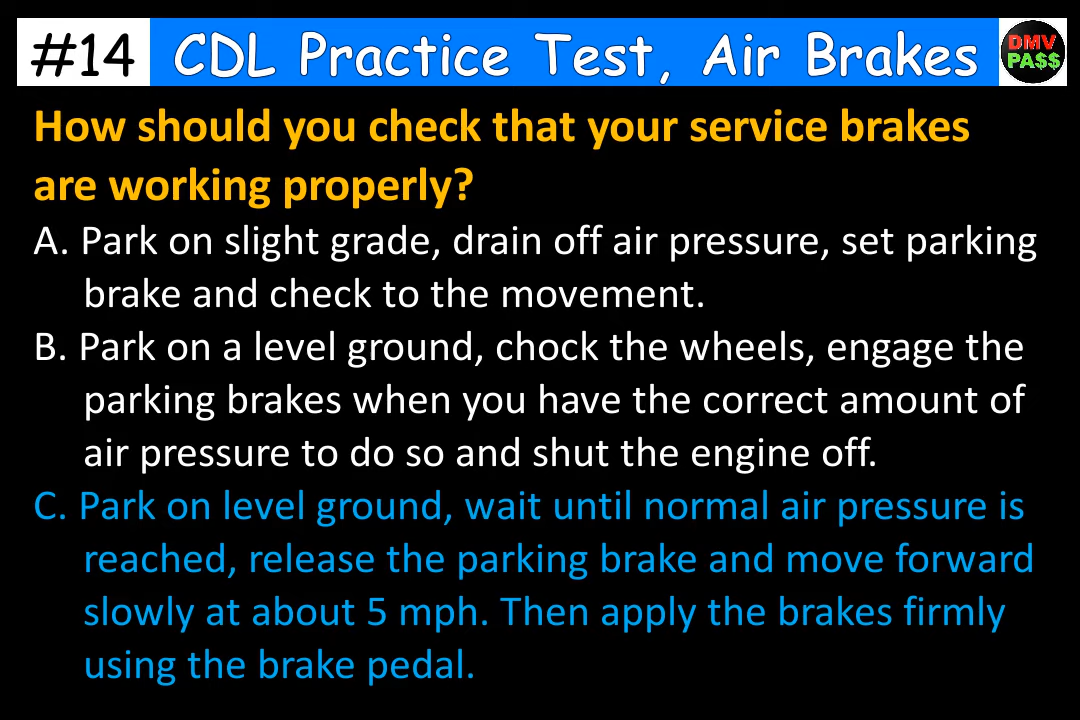 #14 CDL Practice Test, Air Brakes DMV
PA$$
How should you check that your service brakes
are working properly?
A. Park on slight grade, drain off air pressure, set parking
brake and check to the movement.
B. Park on a level ground, chock the wheels, engage the
parking brakes when you have the correct amount of
air pressure to do so and shut the engine off.
C. Park on level ground, wait until normal air pressure is
reached, release the parking brake and move forward
slowly at about 5 mph. Then apply the brakes firmly
using the brake pedal.